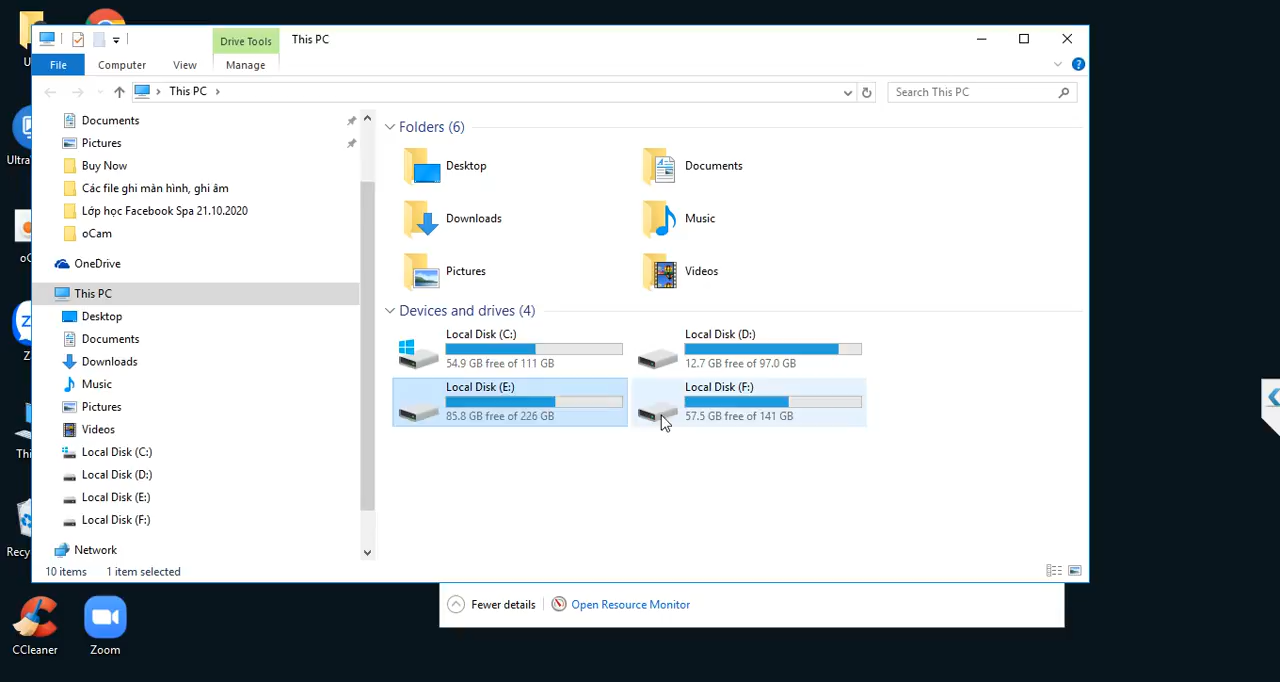 Drive Tools
This PC
File
Computer
View
Manage
This PC
Search This PC
Documents
Pictures
Buy Now
Các file ghi màn hình, ghi âm
Lớp học Facebook Spa 21.10.2020
oCam
OneDrive
This PC
Desktop
Documents
Downloads
Music
Pictures
Videos
Local Disk (C:)
Local Disk (D:)
Local Disk (E:)
Local Disk (F:)
Network
Folders (6)
Desktop
Documents
Downloads
Music
Pictures
Videos
Devices and drives (4)
Local Disk (C:)
54.9 GB free of 111 GB
Local Disk (D:)
12.7 GB free of 97.0 GB
Local Disk (E:)
85.8 GB free of 226 GB
Local Disk (F:)
57.5 GB free of 141 GB
10 items
1 item selected
Fewer details
Open Resource Monitor
CCleaner
Zoom